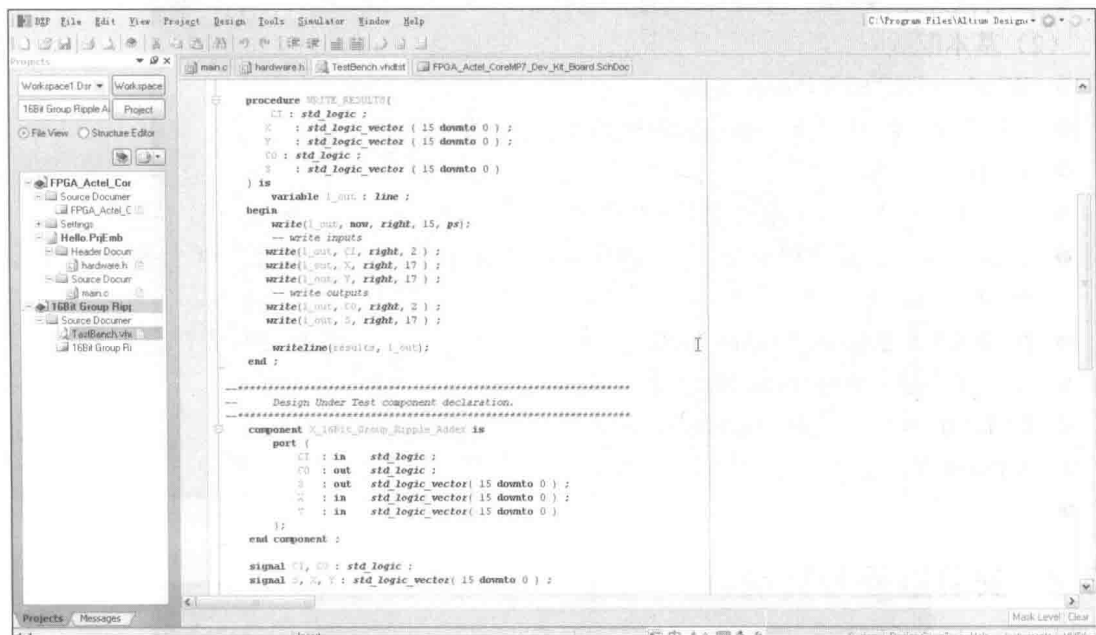 DXP File Edit View Project Design Tools Simulator Window Help
C:\Program Files\Altium Designe
Projects
main.c hardware.h TestBench.vhdtst FPGA_Actel_CoreMP7_Dev_Kit_Board.SchDoc
Workspace1.Dsr Workspace
16Bit Group Ripple A Project
File View Structure Editor
FPGA_Actel_Cor
Source Documer
FPGA_Actel_C
Settings
Hello.PrjEmb
Header Docum
hardware.h
Source Docum
main.c
16Bit Group Ripp
Source Documer
TestBench.vh
16Bit Group Ri
procedure WRITE_RESULTS(
CI : std_logic ;
X : std_logic_vector ( 15 downto 0 ) ;
Y : std_logic_vector ( 15 downto 0 ) ;
CO : std_logic ;
S : std_logic_vector ( 15 downto 0 )
) is
variable l_out : line ;
begin
write(l_out, now, right, 15, ps);
-- write inputs
write(l_out, CI, right, 2 ) ;
write(l_out, X, right, 17 ) ;
write(l_out, Y, right, 17 ) ;
-- write outputs
write(l_out, CO, right, 2 ) ;
write(l_out, S, right, 17 ) ;
writeline(results, l_out);
end ;
--************************************************************
-- Design Under Test component declaration.
--************************************************************
component X_16Bit_Group_Ripple_Adder is
port (
CI : in std_logic ;
CO : out std_logic ;
S : out std_logic_vector( 15 downto 0 ) ;
X : in std_logic_vector( 15 downto 0 ) ;
Y : in std_logic_vector( 15 downto 0 )
);
end component ;
signal CI, CO : std_logic ;
signal S, X, Y : std_logic_vector( 15 downto 0 ) ;
Projects Messages
Mask Level Clear